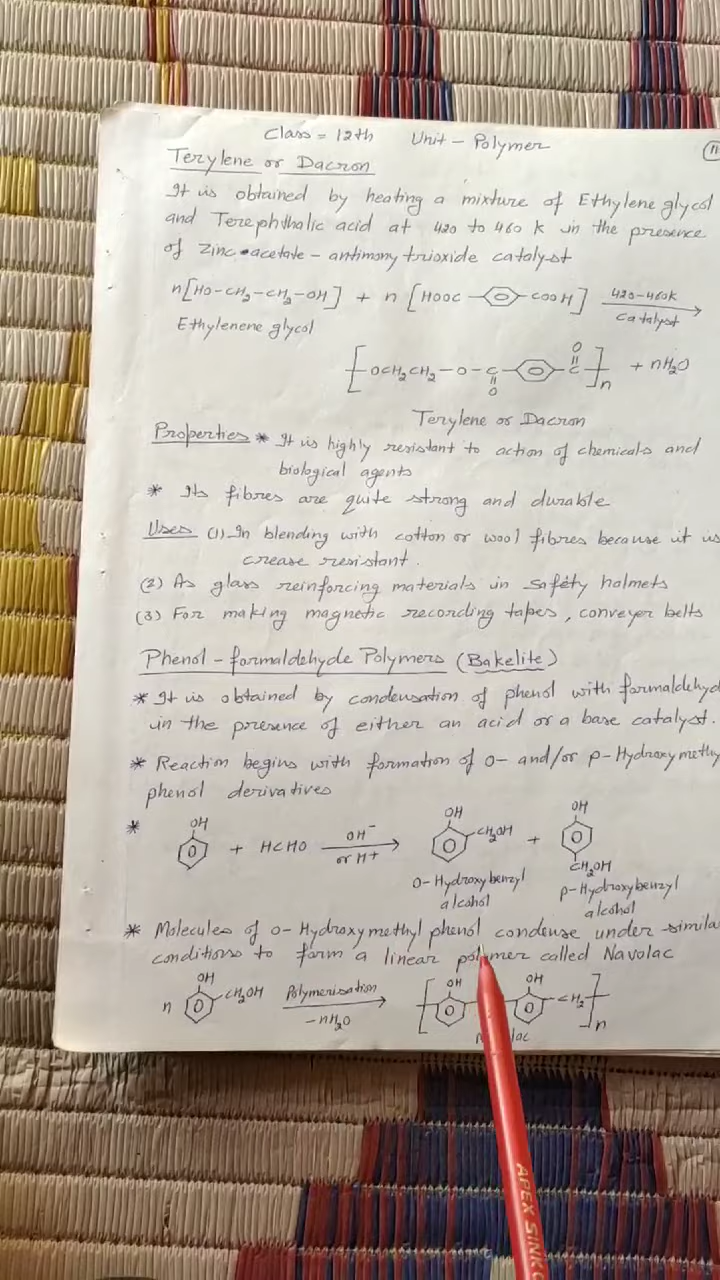 Class = 12th Unit - Polymer
11
Terylene or Dacron
It is obtained by heating a mixture of Ethylene glycol
and Terephthalic acid at 420 to 460 K in the presence
of zinc acetate - antimony trioxide catalyst
n[HO-CH2-CH2-OH] + n [HOOC COOH] 420-460K
Catalyst
Ethylenene glycol
[OCH2CH2-O-C C]n + nH2O
O O
Terylene or Dacron
Properties * It is highly resistant to action of chemicals and
biological agents
* Its fibres are quite strong and durable
Uses (1) In blending with cotton or wool fibres because it is
crease resistant.
(2) As glass reinforcing materials in safety halmets
(3) For making magnetic recording tapes, conveyer belts
Phenol - formaldehyde Polymers (Bakelite)
* It is obtained by condensation of phenol with formaldehyd
in the presence of either an acid or a base catalyst.
* Reaction begins with formation of o- and/or p-Hydroxymethy
phenol derivatives
* OH + HCHO OH- or H+ → OH CH2OH + OH CH2OH
o-Hydroxybenzyl p-Hydroxybenzyl
alcohol alcohol
* Molecules of o-Hydroxymethyl phenol condense under simila
conditions to form a linear polymer called Navolac
n OH CH2OH Polymerisation → [OH OH CH2]n
-nH2O
lac
APEX SINK